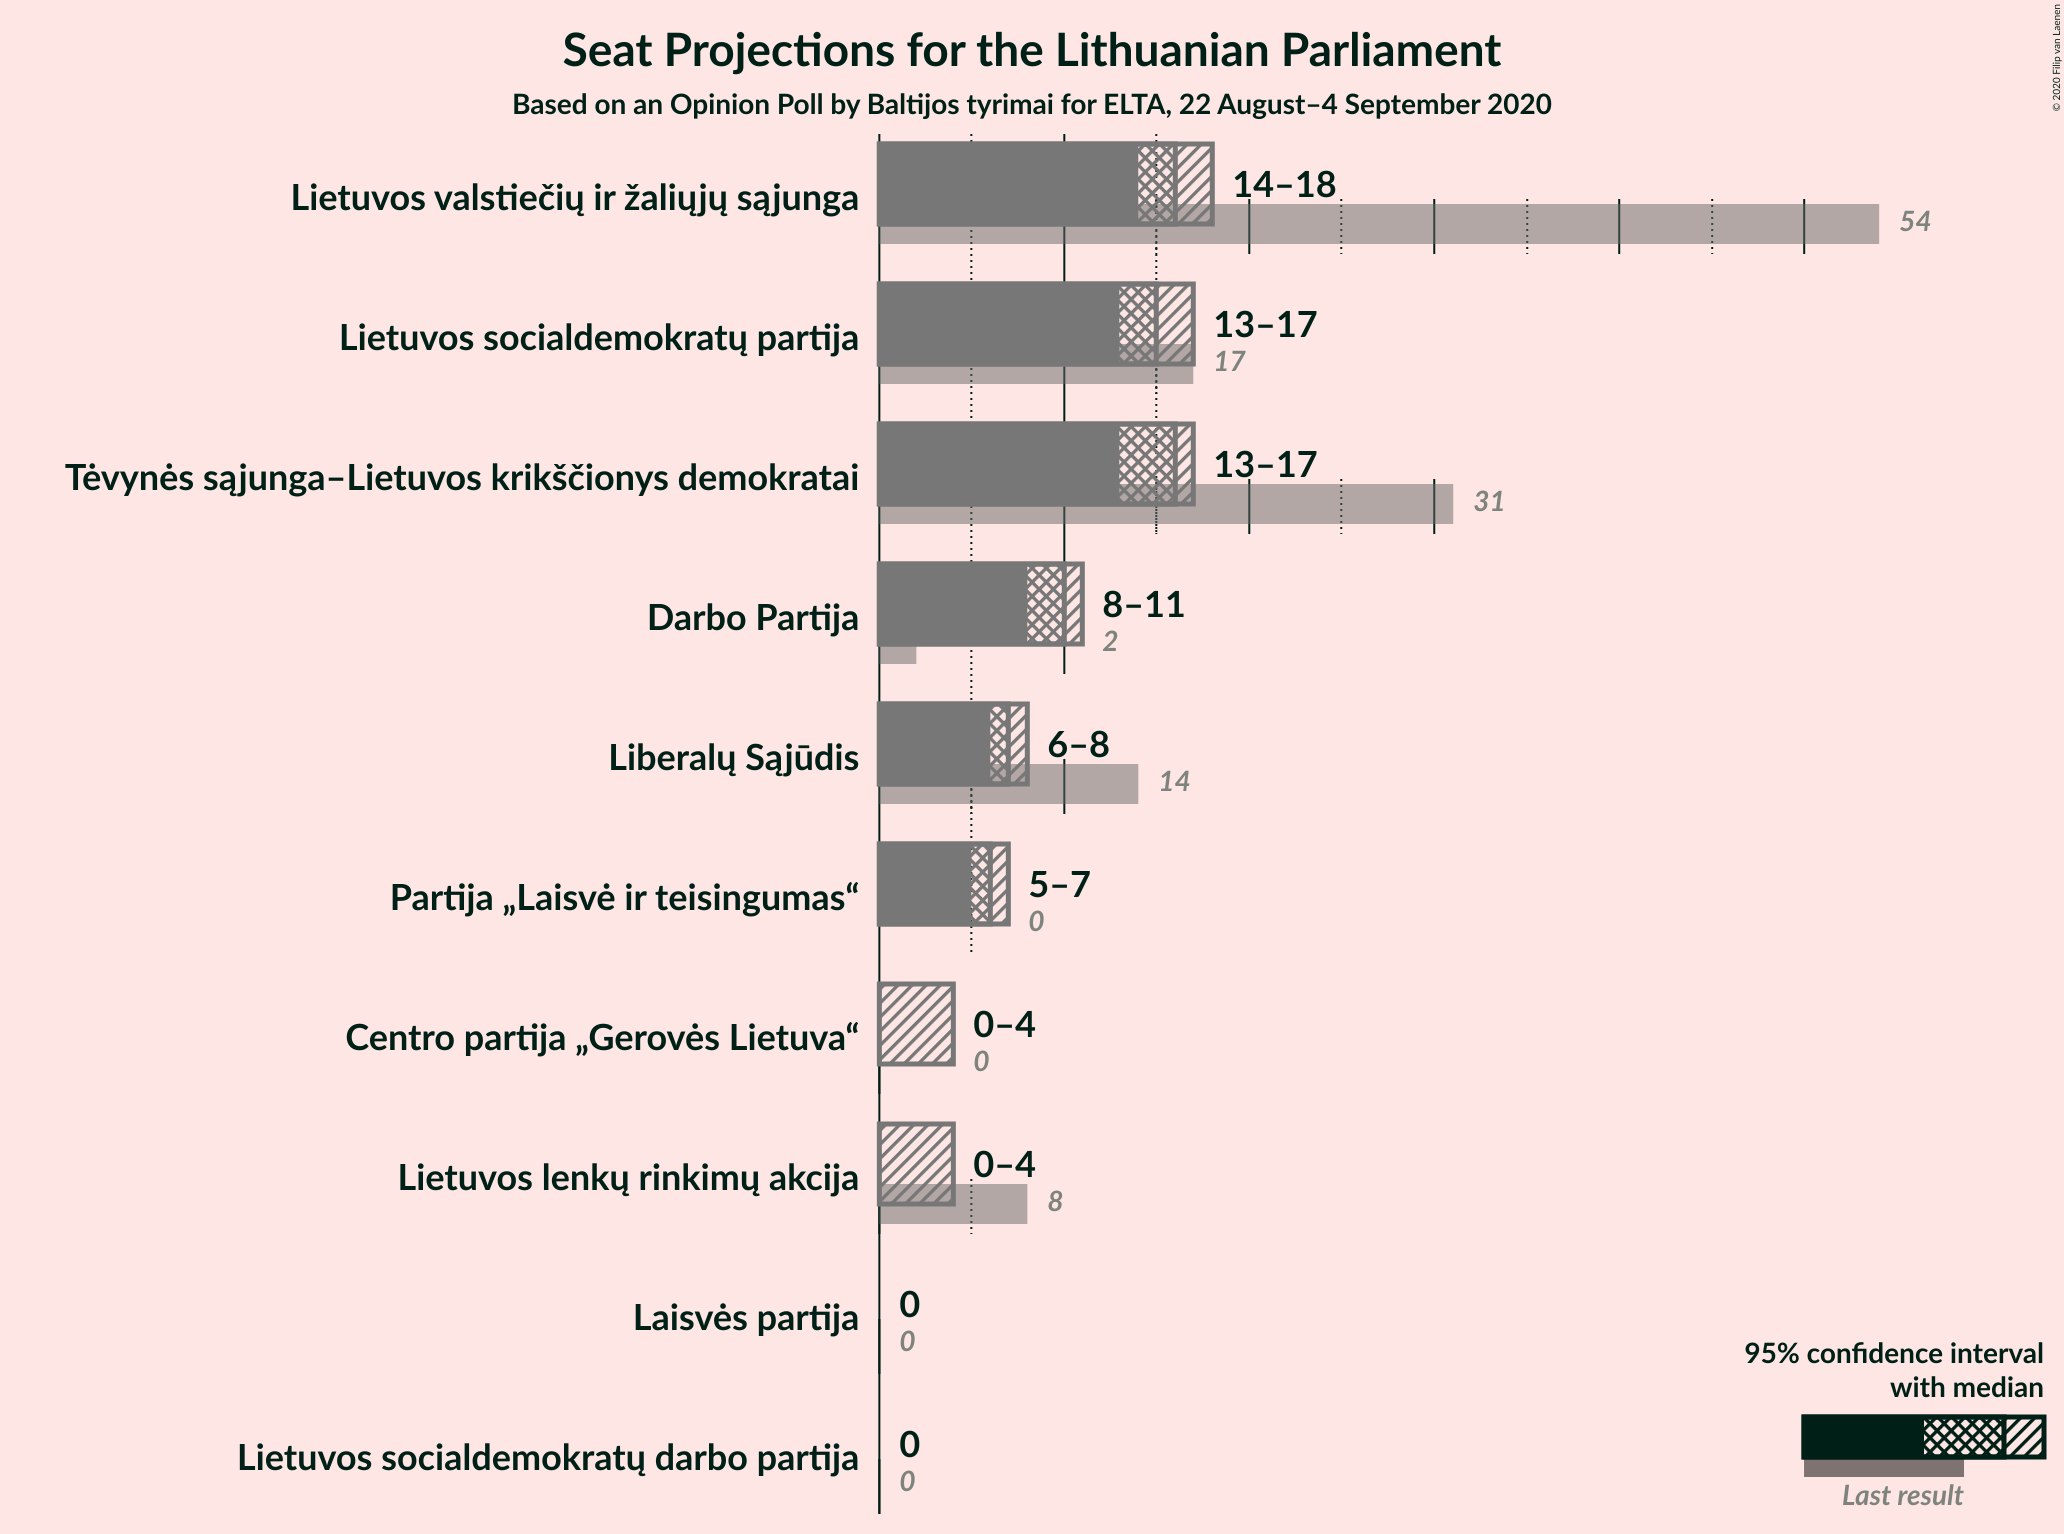 Seat Projections for the Lithuanian Parliament
Based on an Opinion Poll by Baltijos tyrimai for ELTA, 22 August–4 September 2020
© 2020 Filip van Laenen
Lietuvos valstiečių ir žaliųjų sąjunga
14–18
54
Lietuvos socialdemokratų partija
13–17
17
Tėvynės sąjunga–Lietuvos krikščionys demokratai
13–17
31
Darbo Partija
8–11
2
Liberalų Sąjūdis
6–8
14
Partija „Laisvė ir teisingumas“
5–7
0
Centro partija „Gerovės Lietuva“
0–4
0
Lietuvos lenkų rinkimų akcija
0–4
8
Laisvės partija
0
0
Lietuvos socialdemokratų darbo partija
0
0
95% confidence interval
with median
Last result